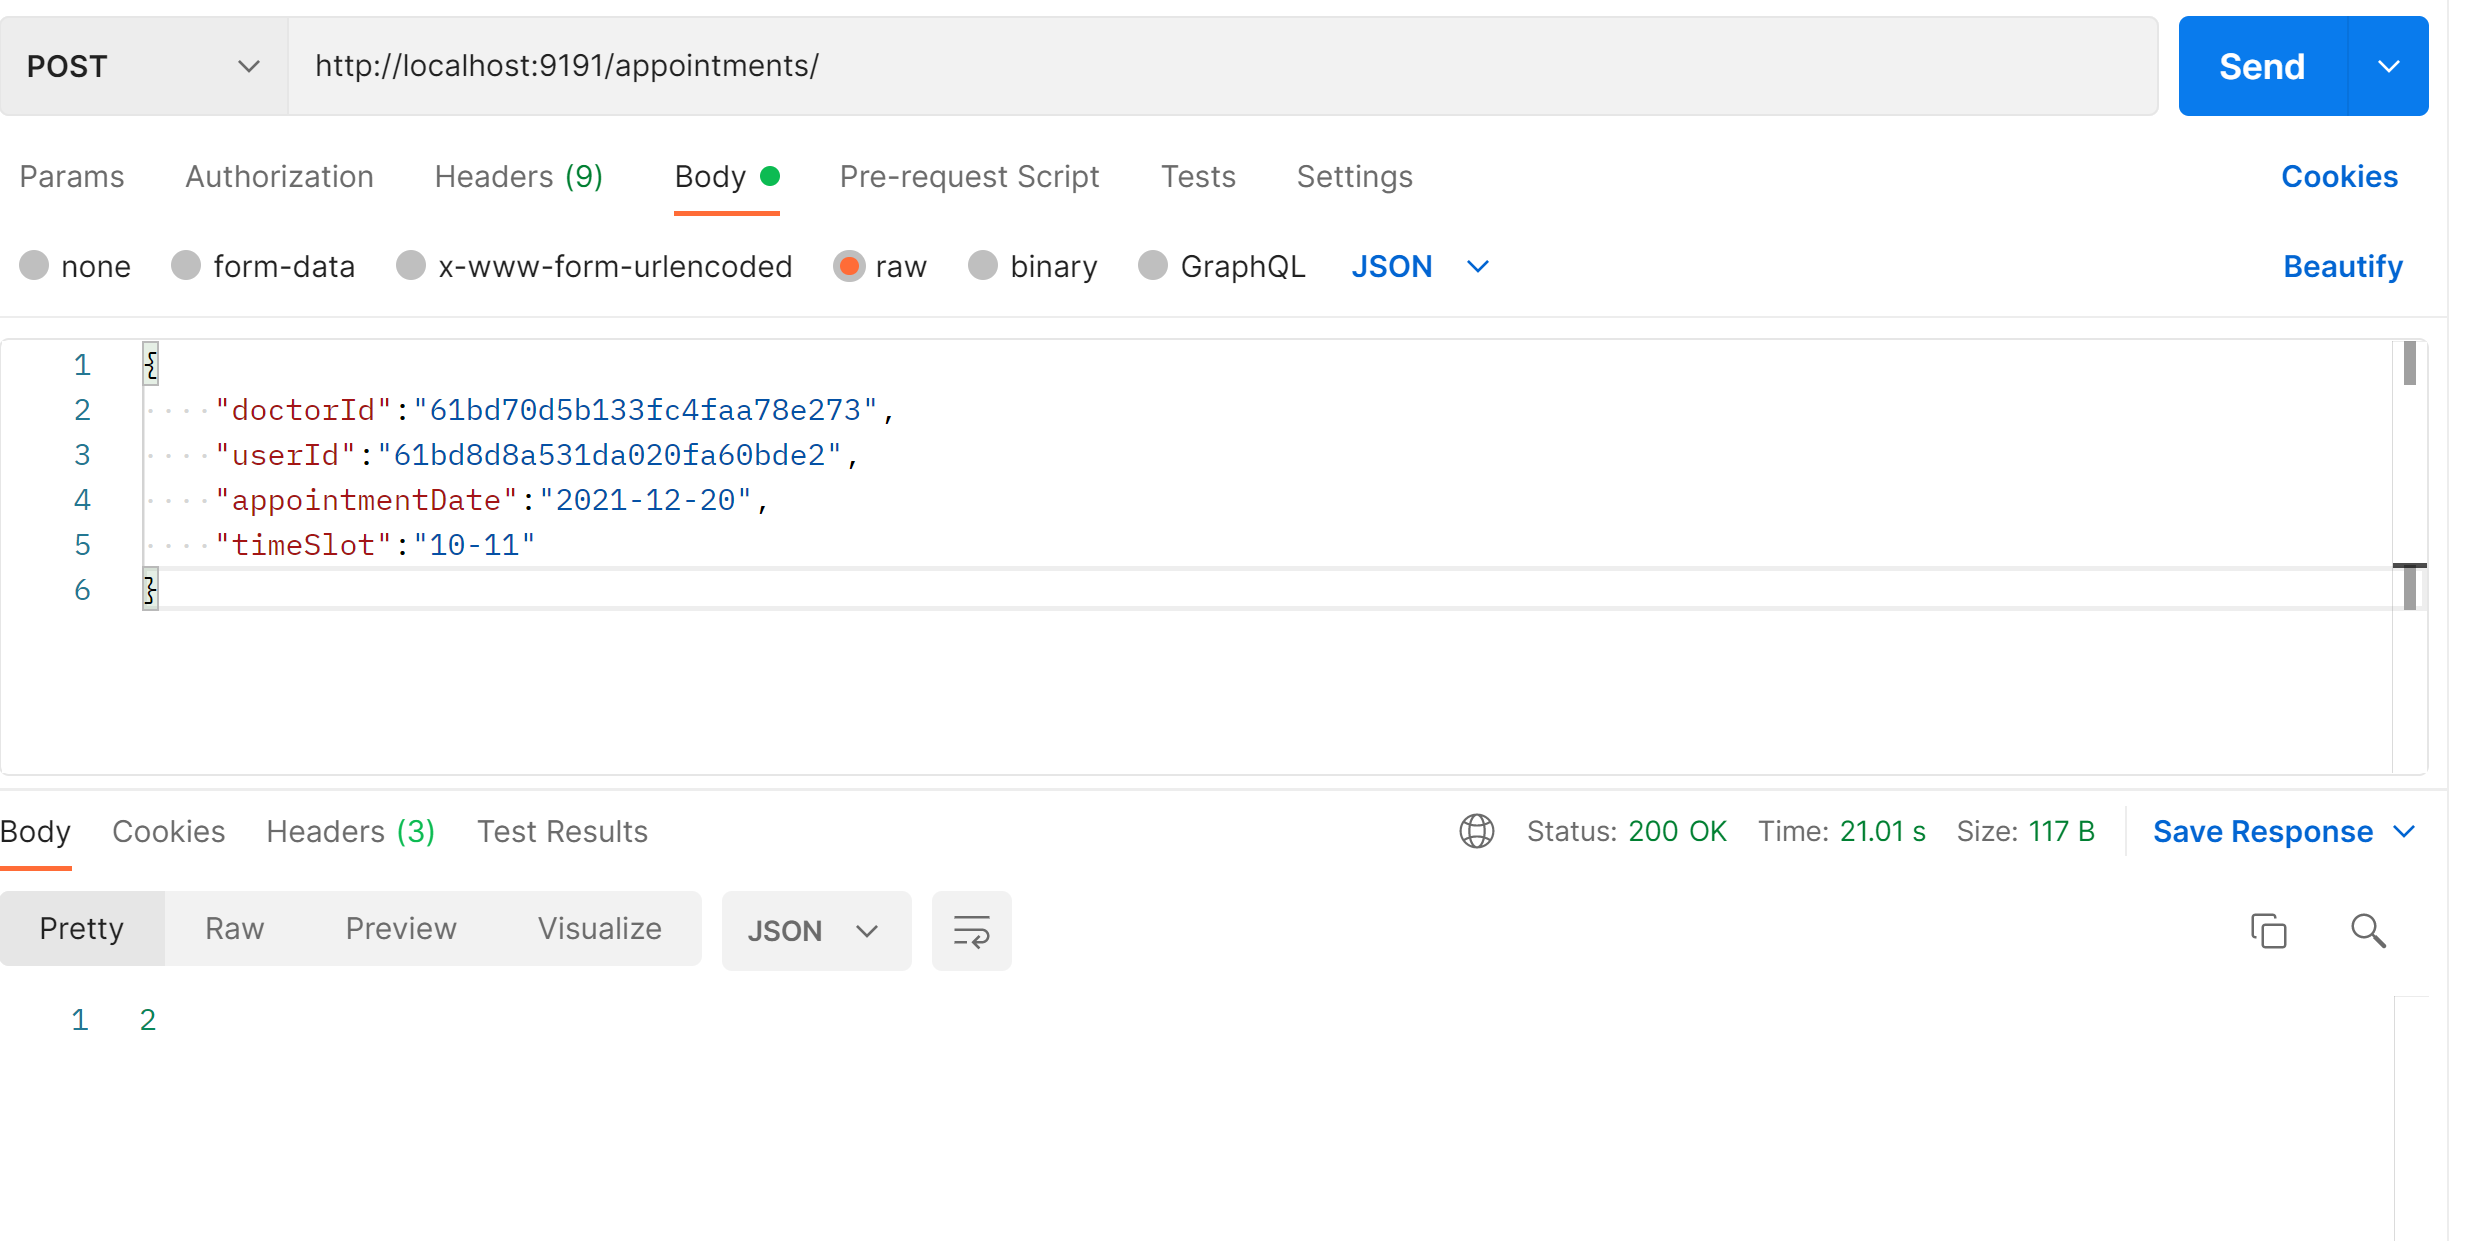 POST http://localhost:9191/appointments/ Send
Params Authorization Headers (9) Body Pre-request Script Tests Settings Cookies
none form-data x-www-form-urlencoded raw binary GraphQL JSON Beautify
1 {
2 "doctorId":"61bd70d5b133fc4faa78e273",
3 "userId":"61bd8d8a531da020fa60bde2",
4 "appointmentDate":"2021-12-20",
5 "timeSlot":"10-11"
6 }
Body Cookies Headers (3) Test Results Status: 200 OK Time: 21.01 s Size: 117 B Save Response
Pretty Raw Preview Visualize JSON
1 2